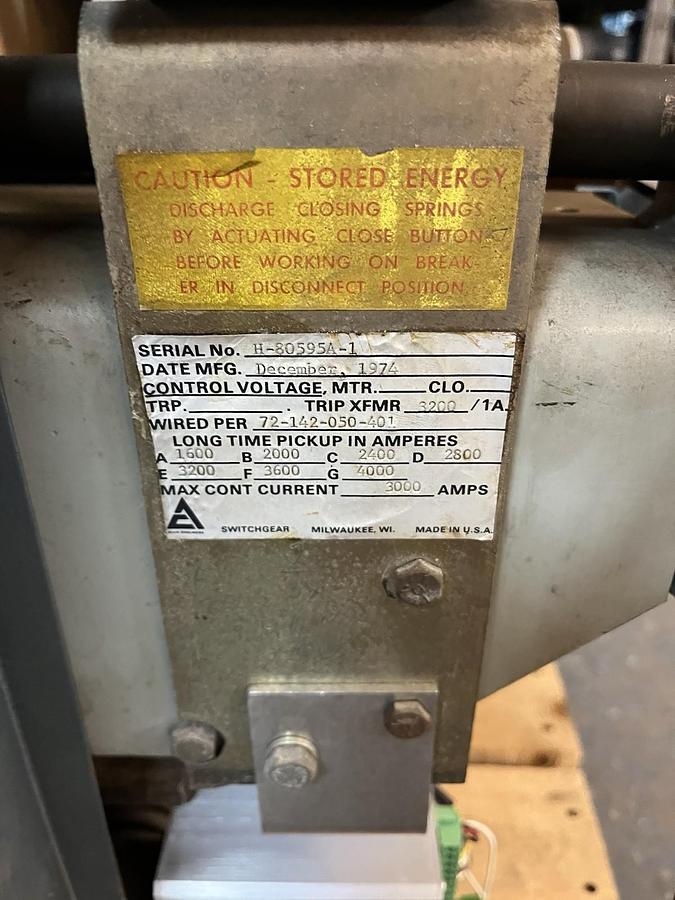 CAUTION - STORED ENERGY
DISCHARGE CLOSING SPRINGS
BY ACTUATING CLOSE BUTTON
BEFORE WORKING ON BREAK-
ER IN DISCONNECT POSITION.
SERIAL No. H-80595A-1
DATE MFG. December, 1974
CONTROL VOLTAGE, MTR. CLO.
TRP. . TRIP XFMR 3200 /1A.
WIRED PER 72-142-050-401
LONG TIME PICKUP IN AMPERES
A 1600 B 2000 C 2400 D 2800
E 3200 F 3600 G 4000
MAX CONT CURRENT 3000 AMPS
SWITCHGEAR MILWAUKEE, WI. MADE IN U.S.A.